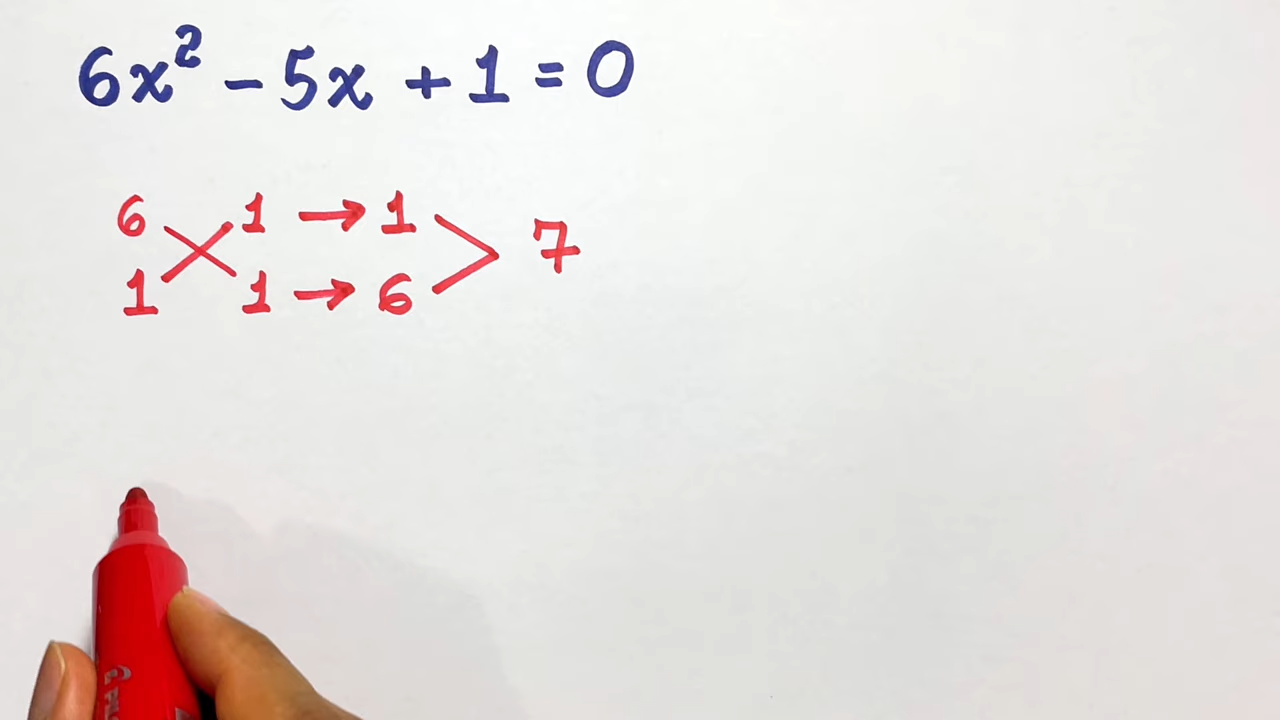 6x² - 5x + 1 = 0
6 1 → 1
7
1 1 → 6